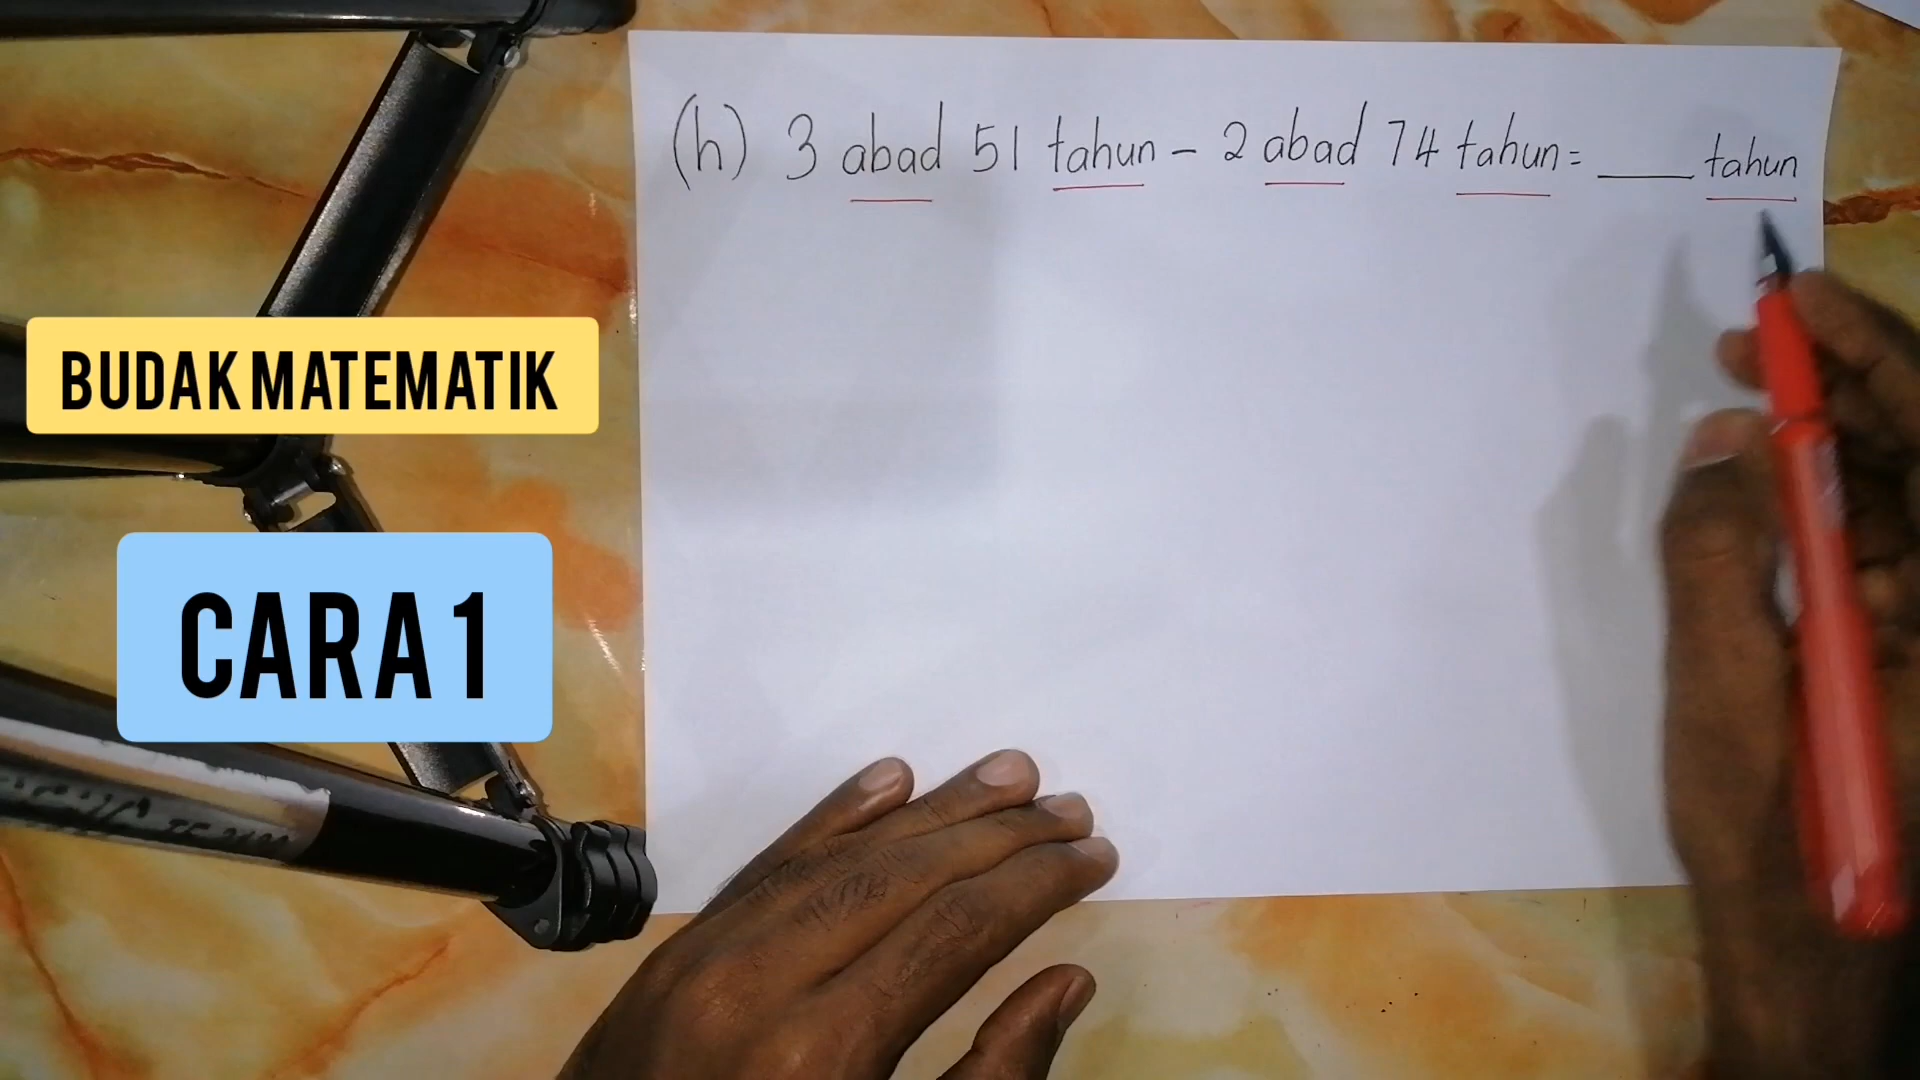 (h) 3 abad 51 tahun - 2 abad 74 tahun = ____ tahun
BUDAK MATEMATIK
CARA 1